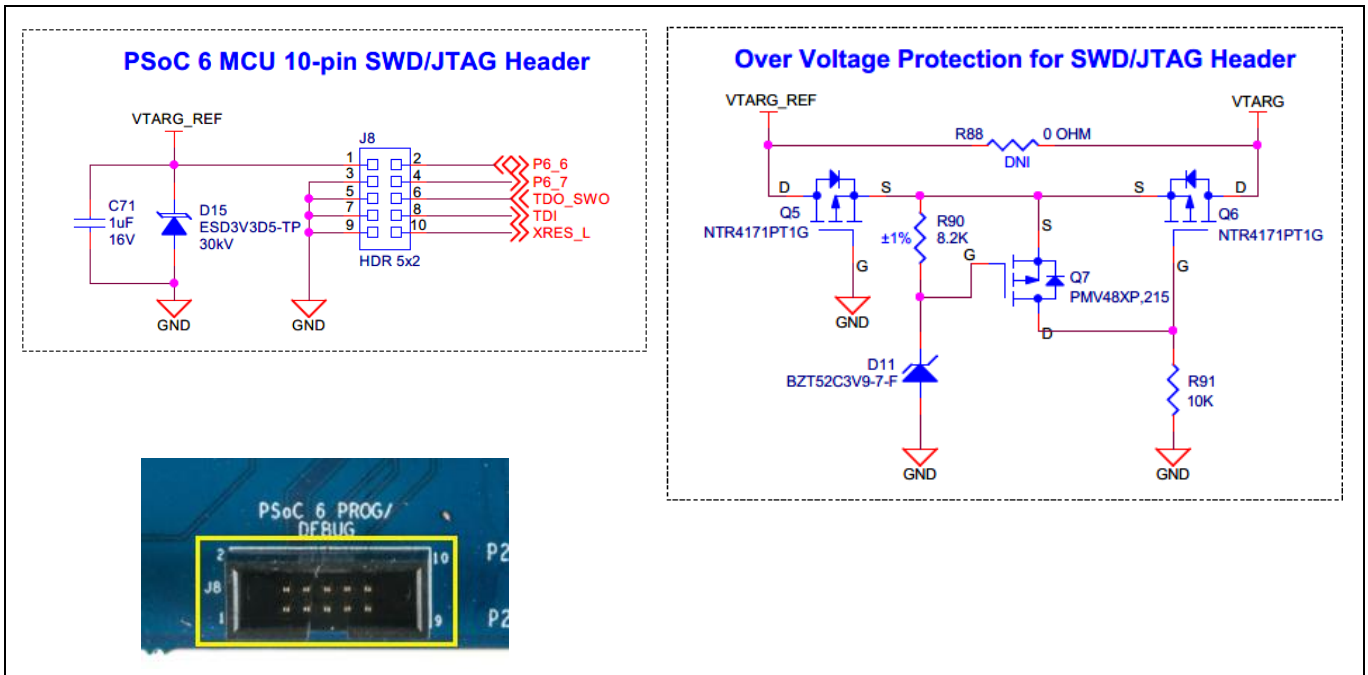 PSoC 6 MCU 10-pin SWD/JTAG Header
VTARG_REF
J8
1 2 P6_6
3 4 P6_7
5 6 TDO_SWO
7 8 TDI
9 10 XRES_L
HDR 5x2
C71
1uF
16V
D15
ESD3V3D5-TP
30kV
GND
GND
Over Voltage Protection for SWD/JTAG Header
VTARG_REF
VTARG
R88 0 OHM
DNI
D S
Q5
NTR4171PT1G
G
GND
R90
±1% 8.2K
S
G
Q7
PMV48XP,215
D
S D
Q6
NTR4171PT1G
G
D11
BZT52C3V9-7-F
GND
R91
10K
GND
PSoC 6 PROG/
DEBUG
2 10
J8
1 9
P2
P2